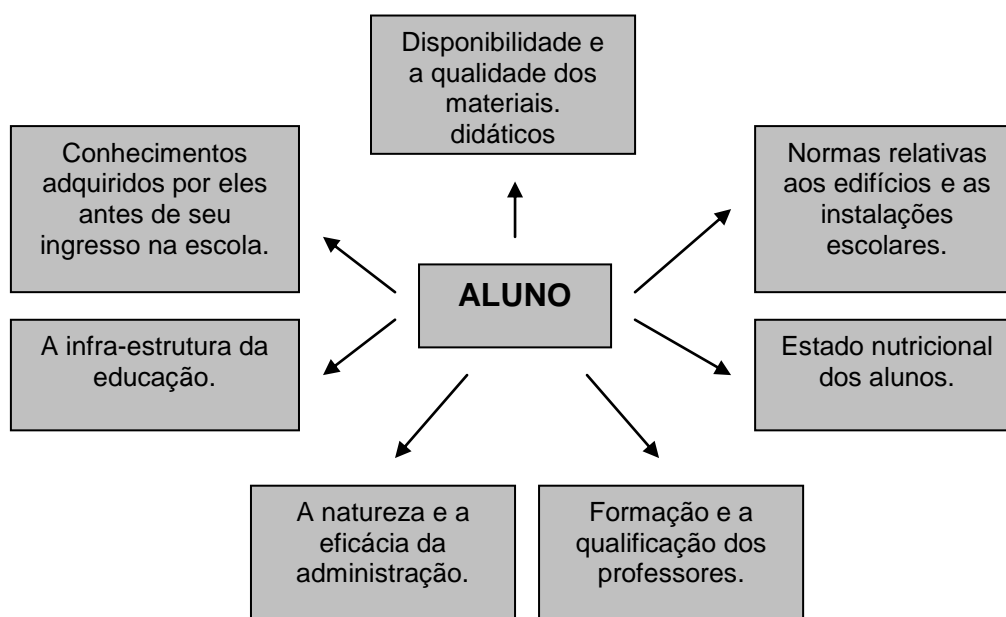 Disponibilidade e
a qualidade dos
materiais.
didáticos
Conhecimentos
adquiridos por eles
antes de seu
ingresso na escola.
Normas relativas
aos edifícios e as
instalações
escolares.
ALUNO
A infra-estrutura da
educação.
Estado nutricional
dos alunos.
A natureza e a
eficácia da
administração.
Formação e a
qualificação dos
professores.